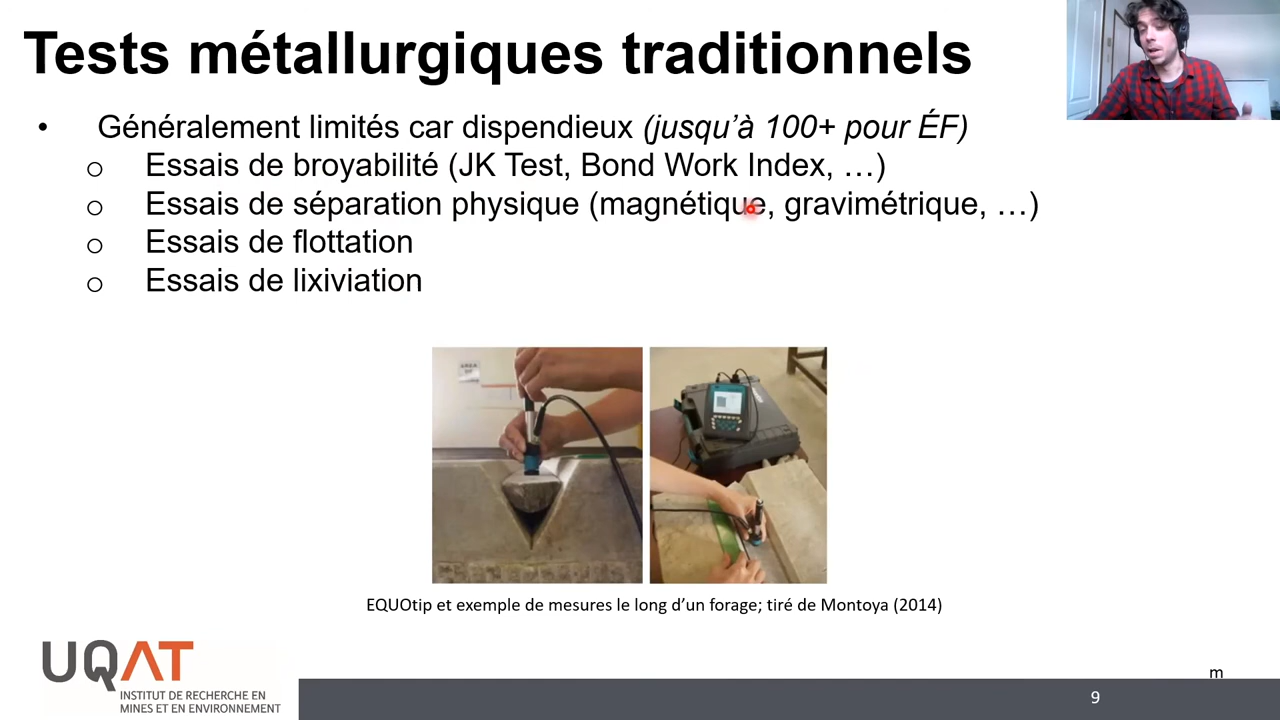 Tests métallurgiques traditionnels
• Généralement limités car dispendieux (jusqu’à 100+ pour ÉF)
o Essais de broyabilité (JK Test, Bond Work Index, …)
o Essais de séparation physique (magnétique, gravimétrique, …)
o Essais de flottation
o Essais de lixiviation
EQUOtip et exemple de mesures le long d’un forage; tiré de Montoya (2014)
UQAT
INSTITUT DE RECHERCHE EN
MINES ET EN ENVIRONNEMENT
m
9